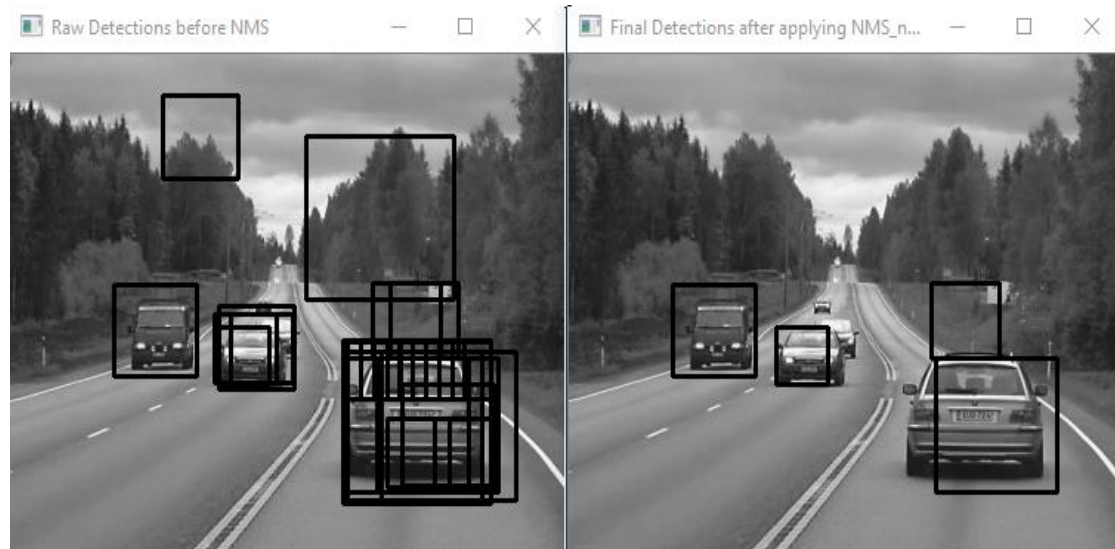 Raw Detections before NMS
Final Detections after applying NMS_n...